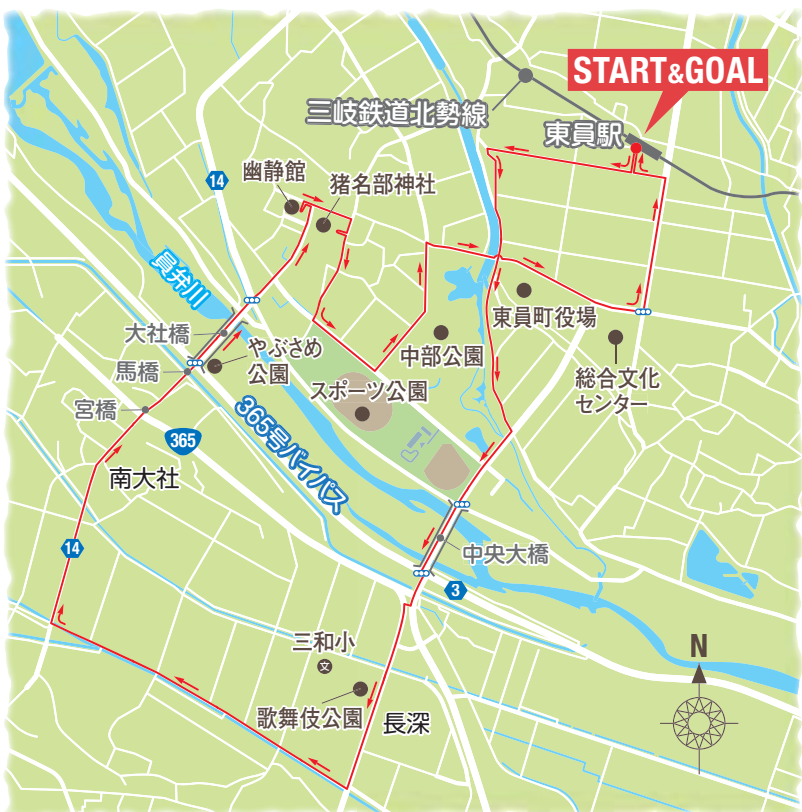 START&GOAL
三岐鉄道北勢線
東員駅
幽静館
猪名部神社
14
員弁川
大社橋
馬橋
宮橋
やぶさめ
公園
スポーツ公園
中部公園
東員町役場
総合文化
センター
365
365号バイパス
南大社
14
中央大橋
3
三和小
文
歌舞伎公園
長深
N